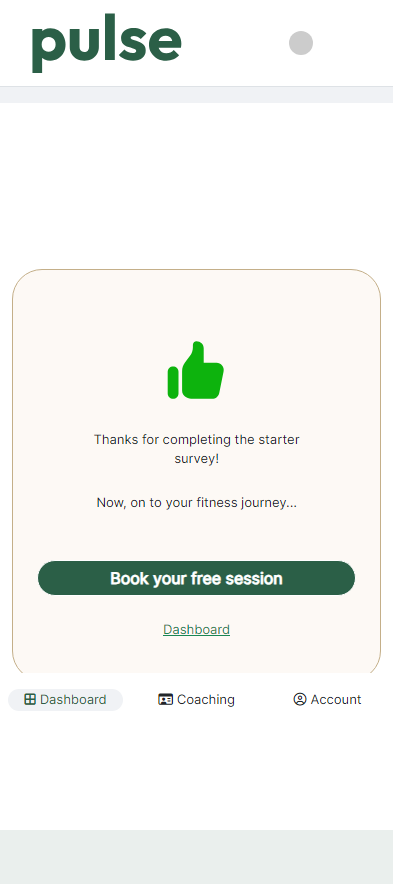 pulse
Thanks for completing the starter
survey!
Now, on to your fitness journey...
Book your free session
Dashboard
Dashboard Coaching Account